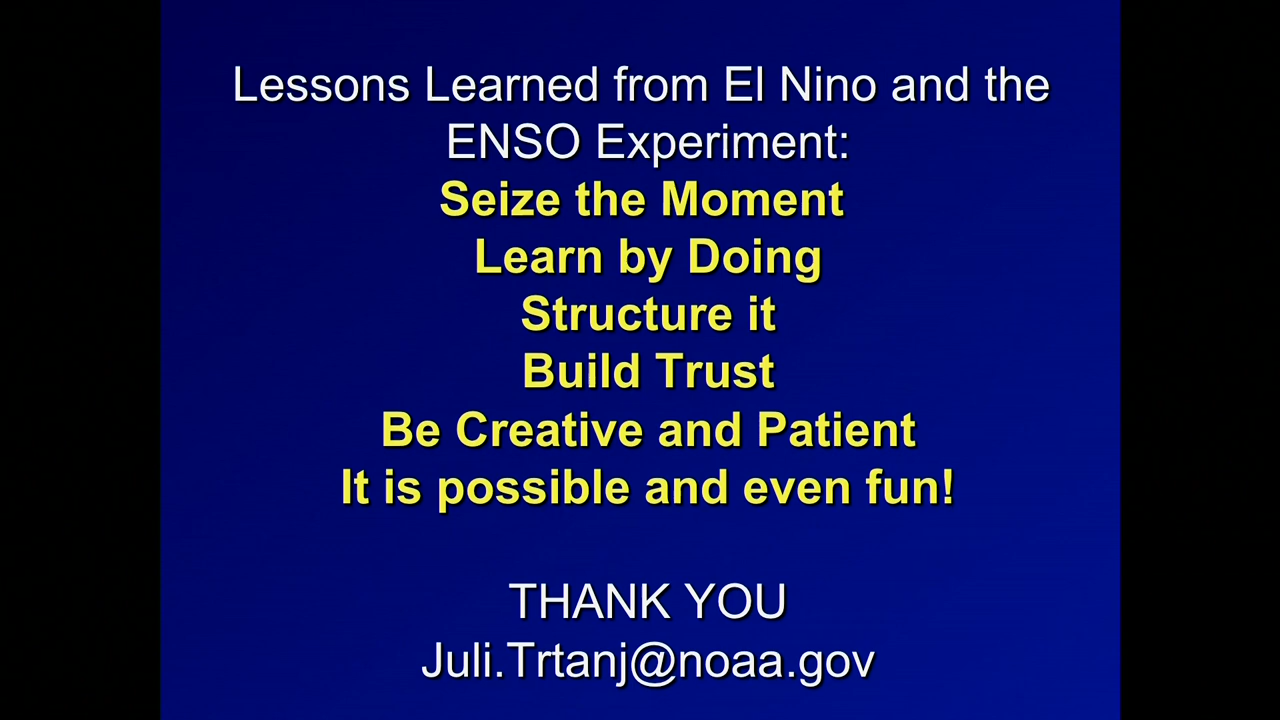 Lessons Learned from El Nino and the
ENSO Experiment:
Seize the Moment
Learn by Doing
Structure it
Build Trust
Be Creative and Patient
It is possible and even fun!
THANK YOU
Juli.Trtanj@noaa.gov